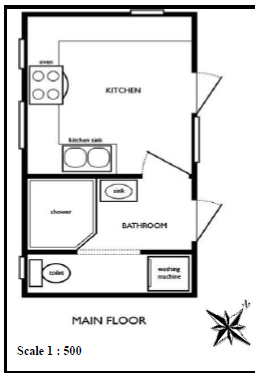 oven
KITCHEN
kitchen sink
sink
shower
BATHROOM
toilet
washing
machine
MAIN FLOOR
N
Scale 1 : 500